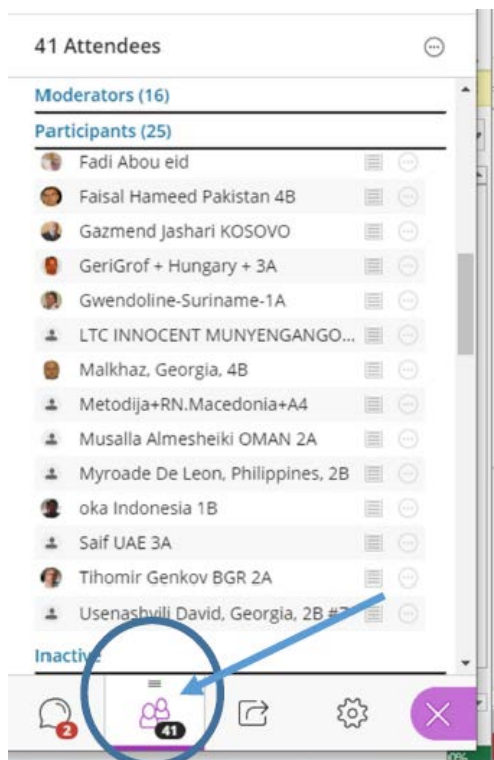 41 Attendees
Moderators (16)
Participants (25)
Fadi Abou eid
Faisal Hameed Pakistan 4B
Gazmend Jashari KOSOVO
GeriGrof + Hungary + 3A
Gwendoline-Suriname-1A
LTC INNOCENT MUNYENGANGO...
Malkhaz, Georgia, 4B
Metodija+RN.Macedonia+A4
Musalla Almesheiki OMAN 2A
Myroade De Leon, Philippines, 2B
oka Indonesia 1B
Saif UAE 3A
Tihomir Genkov BGR 2A
Usenashvili David, Georgia, 2B
Inactive
2
41